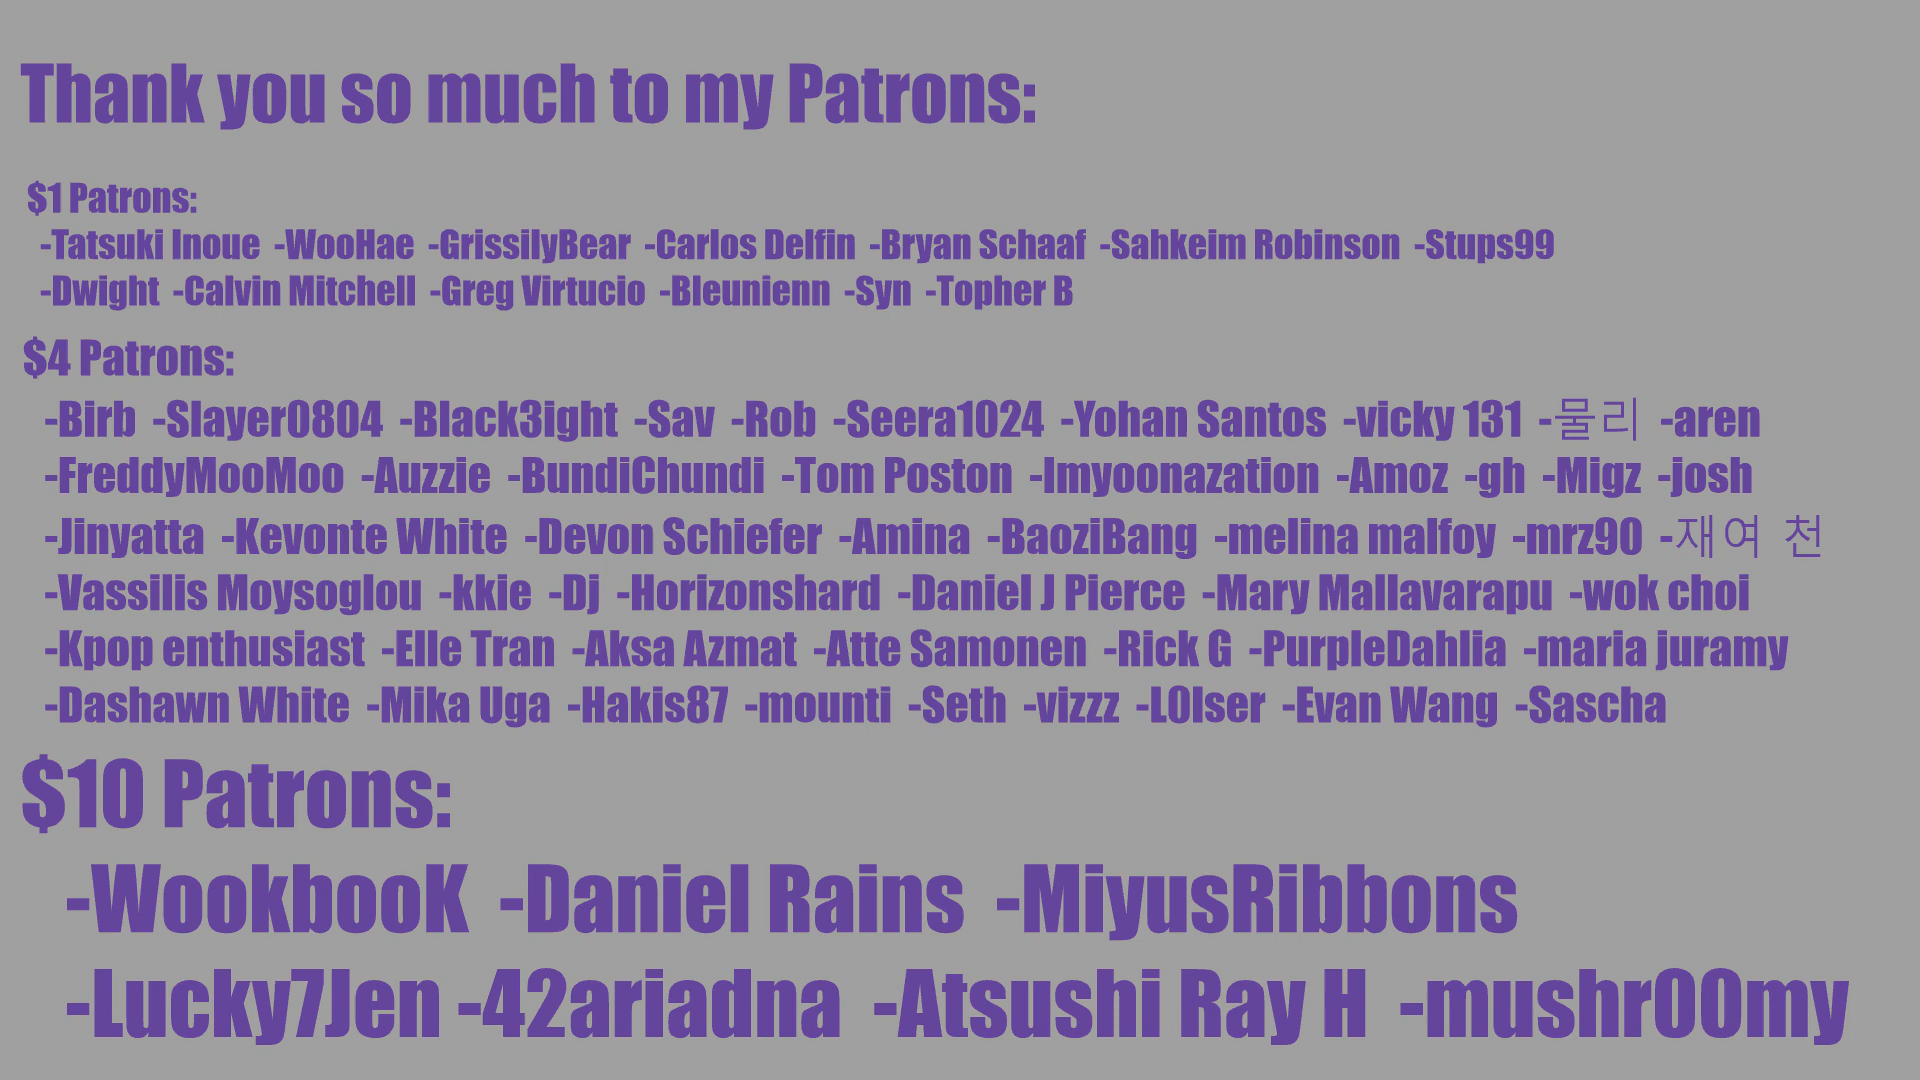 Thank you so much to my Patrons:
$1 Patrons:
-Tatsuki Inoue -WooHae -GrissilyBear -Carlos Delfin -Bryan Schaaf -Sahkeim Robinson -Stups99
-Dwight -Calvin Mitchell -Greg Virtucio -Bleunienn -Syn -Topher B
$4 Patrons:
-Birb -Slayer0804 -Black3ight -Sav -Rob -Seera1024 -Yohan Santos -vicky 131 -물리 -aren
-FreddyMooMoo -Auzzie -BundiChundi -Tom Poston -Imyoonazation -Amoz -gh -Migz -josh
-Jinyatta -Kevonte White -Devon Schiefer -Amina -BaoziBang -melina malfoy -mrz90 -재여 천
-Vassilis Moysoglou -kkie -Dj -Horizonshard -Daniel J Pierce -Mary Mallavarapu -wok choi
-Kpop enthusiast -Elle Tran -Aksa Azmat -Atte Samonen -Rick G -PurpleDahlia -maria juramy
-Dashawn White -Mika Uga -Hakis87 -mounti -Seth -vizzz -L0lser -Evan Wang -Sascha
$10 Patrons:
-WookbooK -Daniel Rains -MiyusRibbons
-Lucky7Jen -42ariadna -Atsushi Ray H -mushr00my